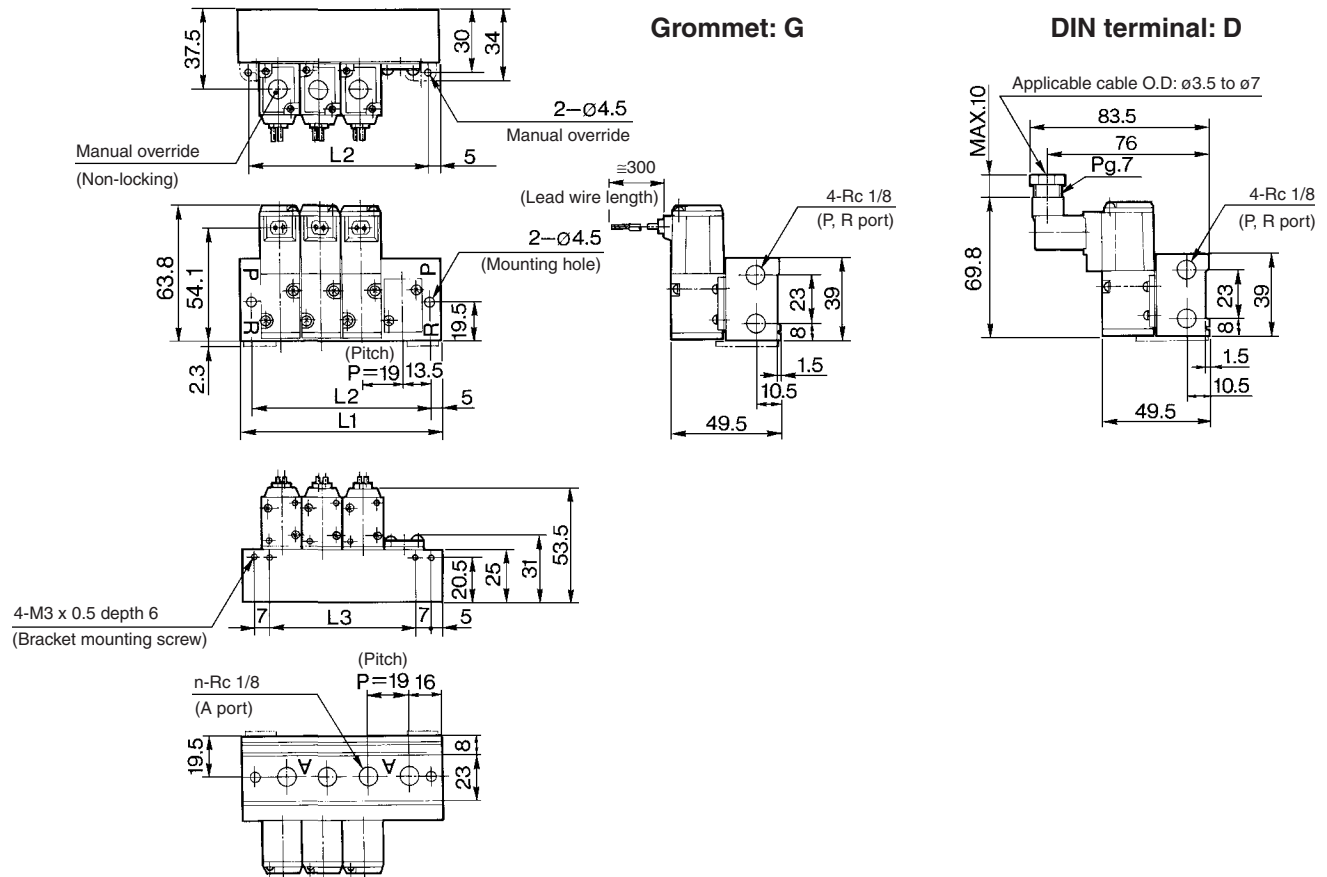 Grommet: G
DIN terminal: D
37.5
30
34
2–Ø4.5
Manual override
Manual override
(Non-locking)
L2
5
Applicable cable O.D: ø3.5 to ø7
MAX.10
83.5
76
Pg.7
4-Rc 1/8
(P, R port)
69.8
23
39
8
1.5
10.5
49.5
≅300
(Lead wire length)
4-Rc 1/8
(P, R port)
23
39
8
1.5
10.5
49.5
63.8
54.1
2.3
P
R
P
R
2–Ø4.5
(Mounting hole)
19.5
(Pitch)
P=19
13.5
L2
5
L1
53.5
31
25
20.5
4-M3 x 0.5 depth 6
(Bracket mounting screw)
7
L3
7
5
(Pitch)
P=19
16
n-Rc 1/8
(A port)
19.5
A
A
8
23